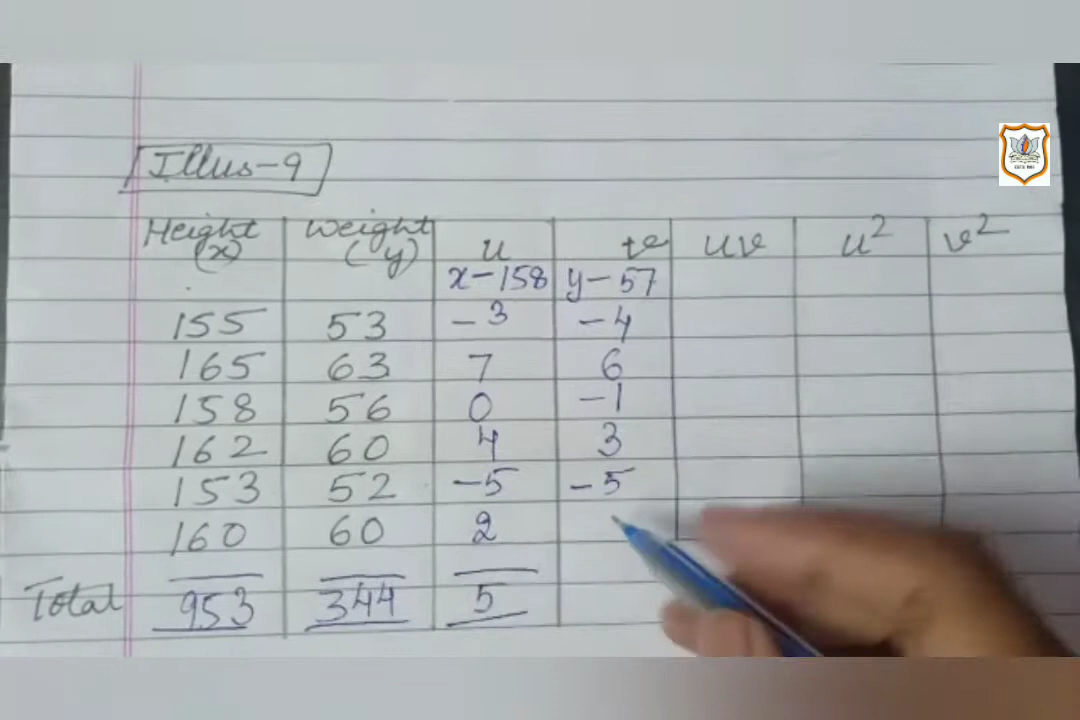 Illus-9
Height (x) Weight (y) u v uv u² v²
x-158 y-57
155 53 -3 -4
165 63 7 6
158 56 0 -1
162 60 4 3
153 52 -5 -5
160 60 2
Total 953 344 5